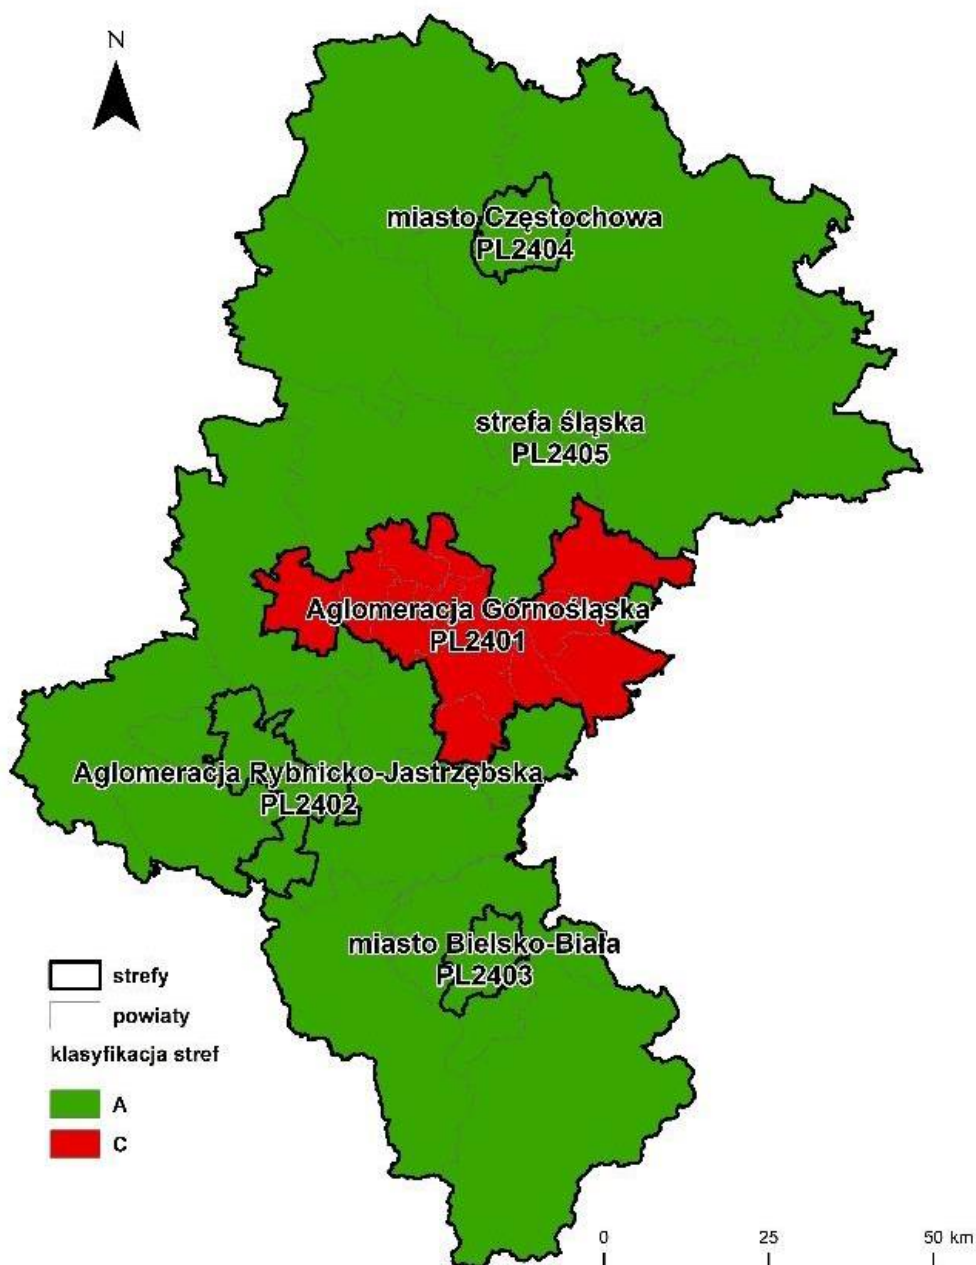 N
miasto Częstochowa
PL2404
strefa śląska
PL2405
Aglomeracja Górnośląska
PL2401
Aglomeracja Rybnicko-Jastrzębska
PL2402
miasto Bielsko-Biała
PL2403
strefy
powiaty
klasyfikacja stref
A
C
0 25 50 km